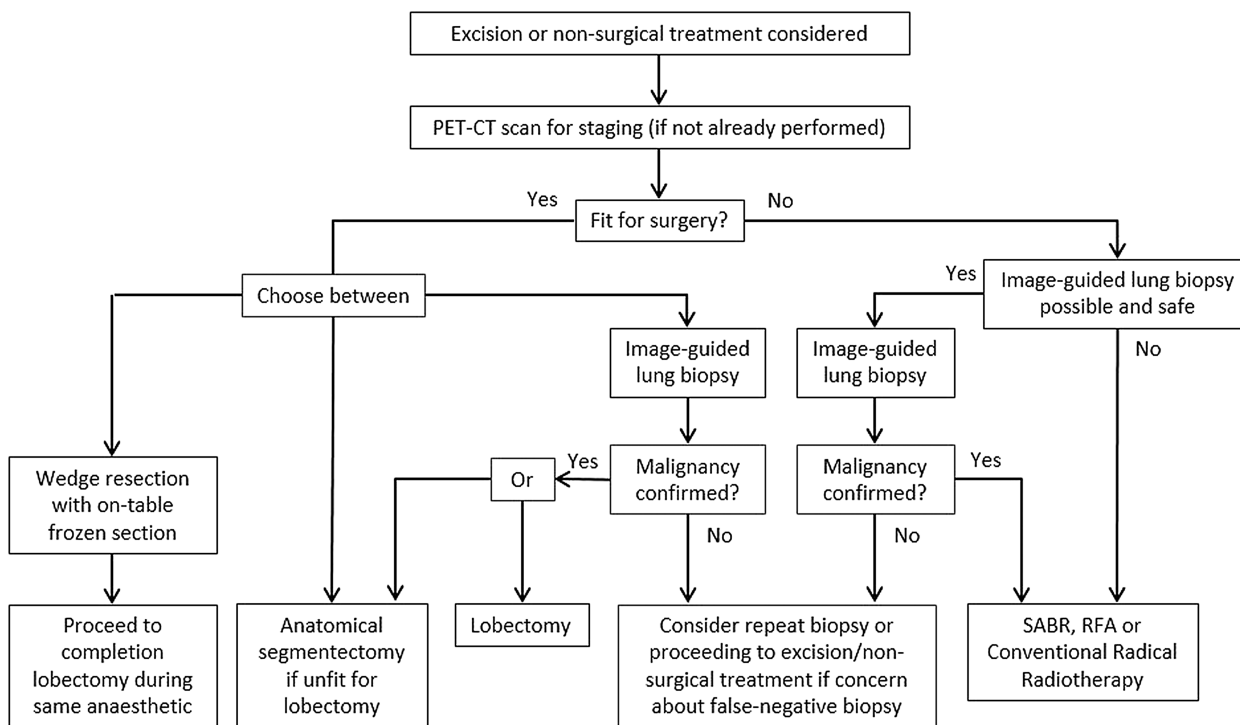 Excision or non-surgical treatment considered
PET-CT scan for staging (if not already performed)
Yes
No
Fit for surgery?
Choose between
Yes
Image-guided lung biopsy
possible and safe
No
Image-guided
lung biopsy
Image-guided
lung biopsy
Wedge resection
with on-table
frozen section
Or
Yes
Malignancy
confirmed?
No
Malignancy
confirmed?
Yes
No
Proceed to
completion
lobectomy during
same anaesthetic
Anatomical
segmentectomy
if unfit for
lobectomy
Lobectomy
Consider repeat biopsy or
proceeding to excision/non-
surgical treatment if concern
about false-negative biopsy
SABR, RFA or
Conventional Radical
Radiotherapy